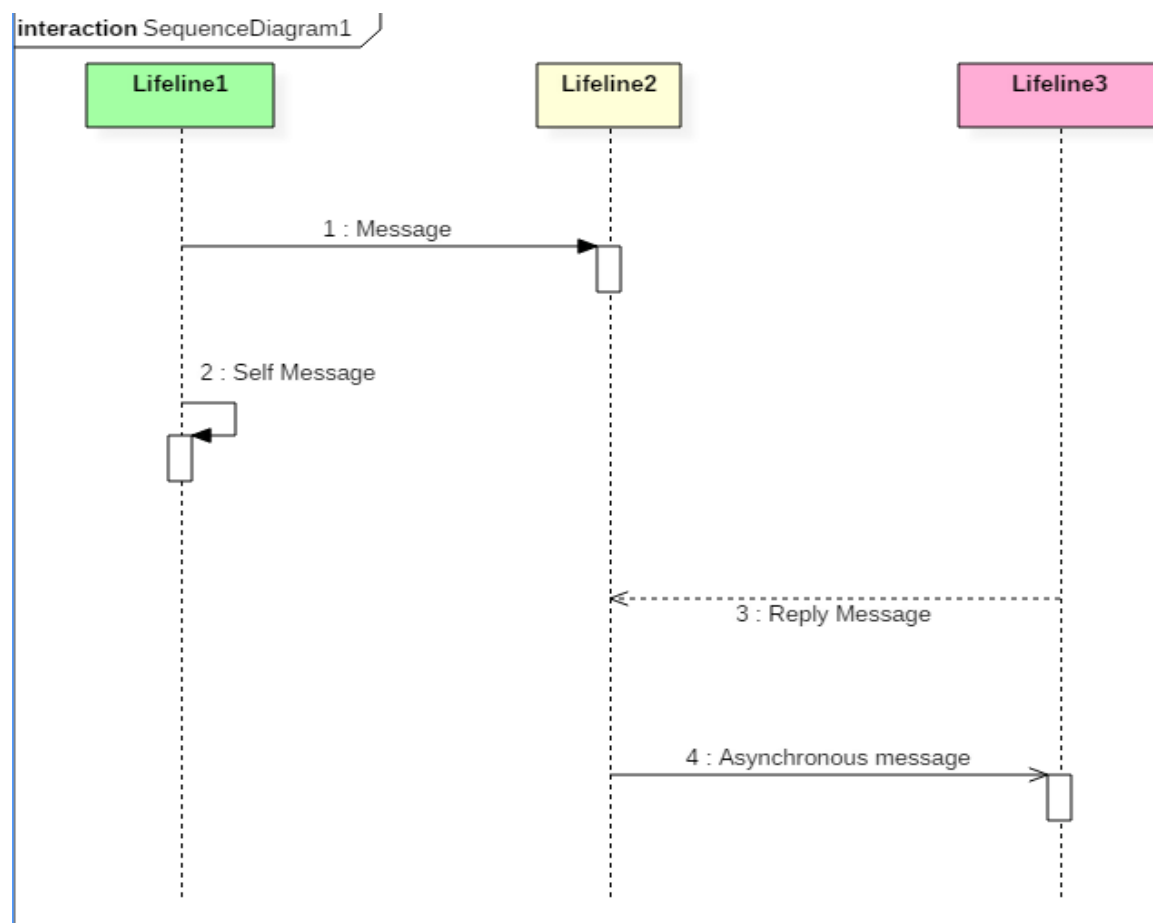 interaction SequenceDiagram1
Lifeline1
Lifeline2
Lifeline3
1 : Message
2 : Self Message
3 : Reply Message
4 : Asynchronous message